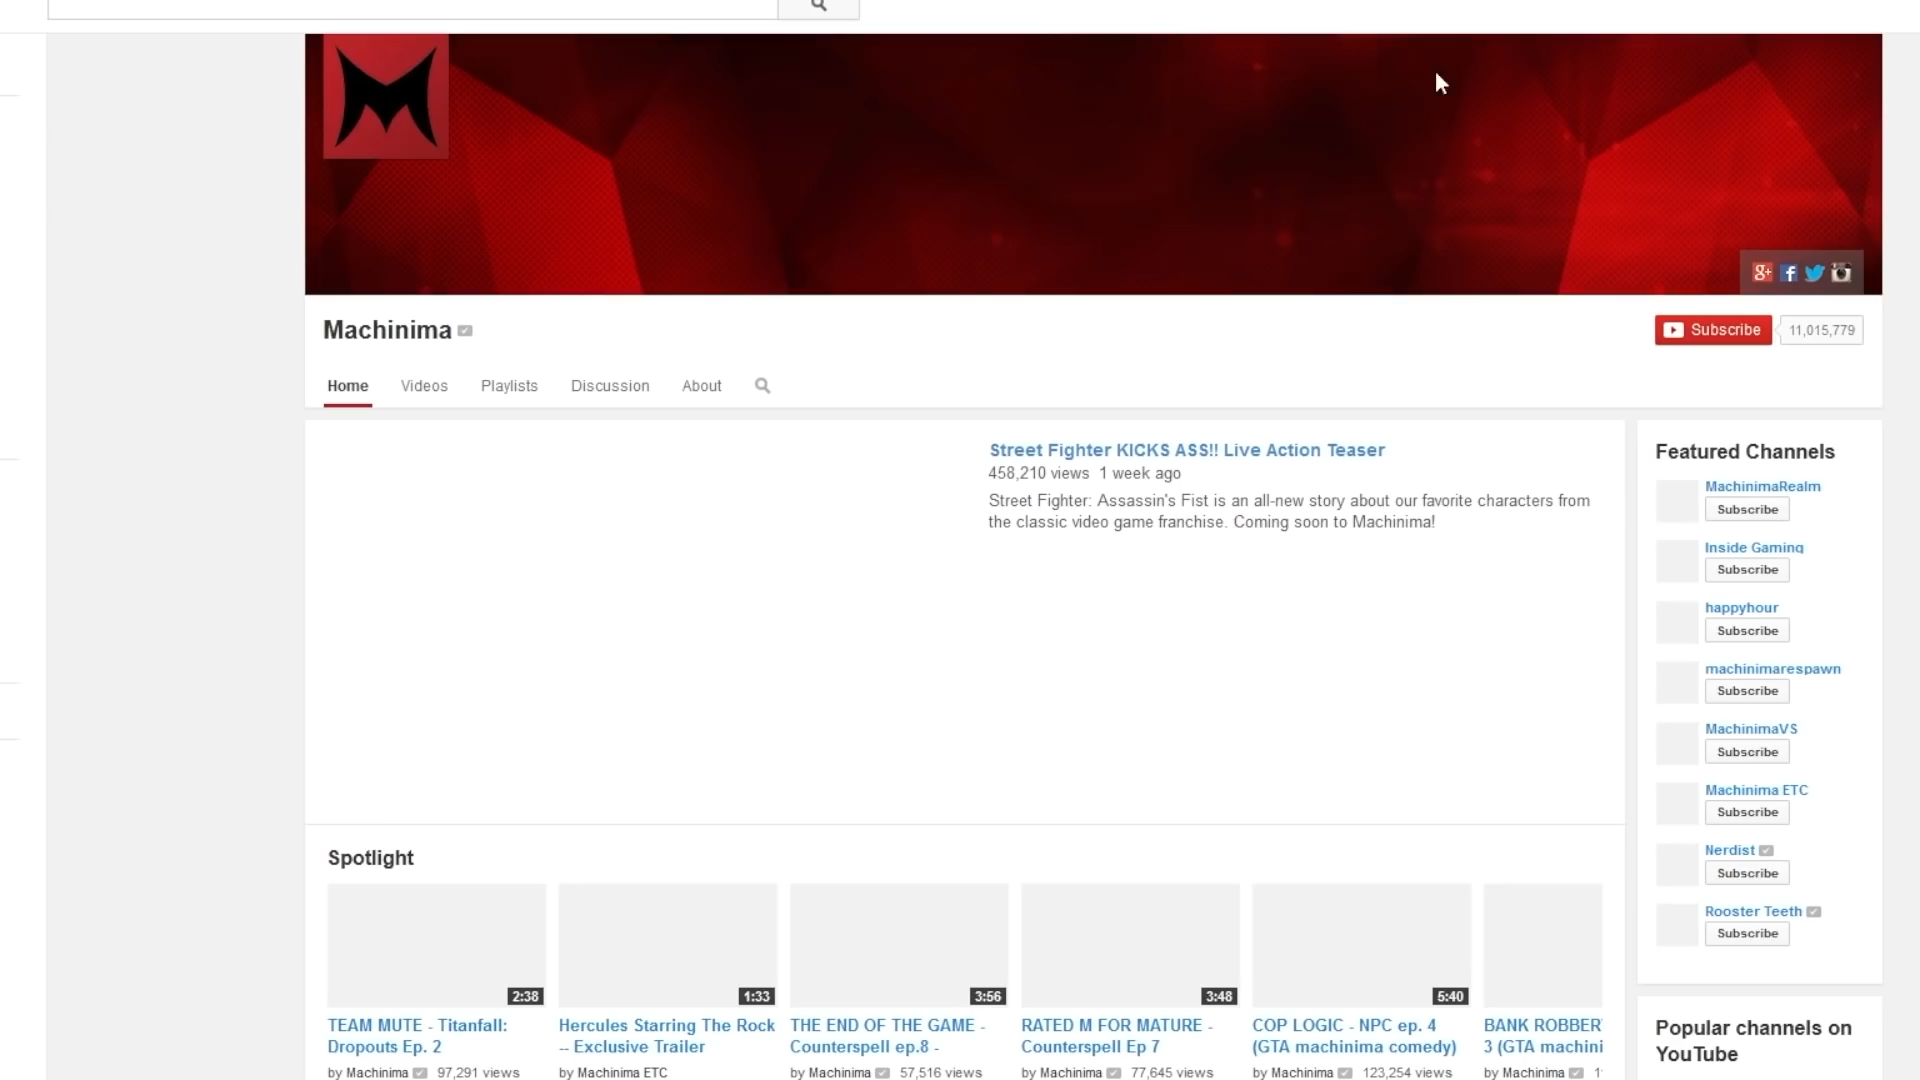 Machinima
Subscribe 11,015,779
Home Videos Playlists Discussion About
Street Fighter KICKS ASS!! Live Action Teaser
458,210 views 1 week ago
Street Fighter: Assassin's Fist is an all-new story about our favorite characters from
the classic video game franchise. Coming soon to Machinima!
Featured Channels
MachinimaRealm
Subscribe
Inside Gaming
Subscribe
happyhour
Subscribe
machinimarespawn
Subscribe
MachinimaVS
Subscribe
Machinima ETC
Subscribe
Nerdist
Subscribe
Rooster Teeth
Subscribe
Popular channels on
YouTube
Spotlight
2:38
TEAM MUTE - Titanfall:
Dropouts Ep. 2
by Machinima 97,291 views
1:33
Hercules Starring The Rock
-- Exclusive Trailer
by Machinima ETC
3:56
THE END OF THE GAME -
Counterspell ep.8 -
by Machinima 57,516 views
3:48
RATED M FOR MATURE -
Counterspell Ep 7
by Machinima 77,645 views
5:40
COP LOGIC - NPC ep. 4
(GTA machinima comedy)
by Machinima 123,254 views
BANK
3 (GTA
by Machinima